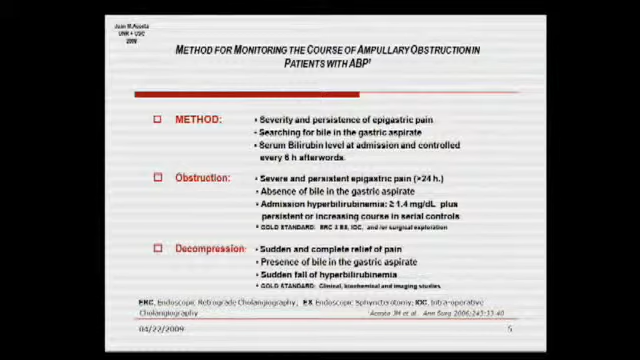 Juan M.Acosta
UNR + USC
2009
METHOD FOR MONITORING THE COURSE OF AMPULLARY OBSTRUCTION IN
PATIENTS WITH ABP¹
METHOD:
• Severity and persistence of epigastric pain
• Searching for bile in the gastric aspirate
• Serum Bilirubin level at admission and controlled
every 6 h afterwords.
Obstruction:
• Severe and persistent epigastric pain (>24 h.)
• Absence of bile in the gastric aspirate
• Admission hyperbilirubinemia: ≥ 1.4 mg/dL plus
persistent or increasing course in serial controls
• GOLD STANDARD: ERC & ES, IOC, and /or surgical exploration
Decompression:
• Sudden and complete relief of pain
• Presence of bile in the gastric aspirate
• Sudden fall of hyperbilirubinemia
• GOLD STANDARD: Clinical, biochemical and imaging studies
ERC, Endoscopic Retrograde Cholangiography; ES Endoscopic Sphyncterotomy; IOC, Intra-operative
Cholangiography
¹Acosta JM et al. Ann Surg 2006;243:33-40
04/22/2009
5